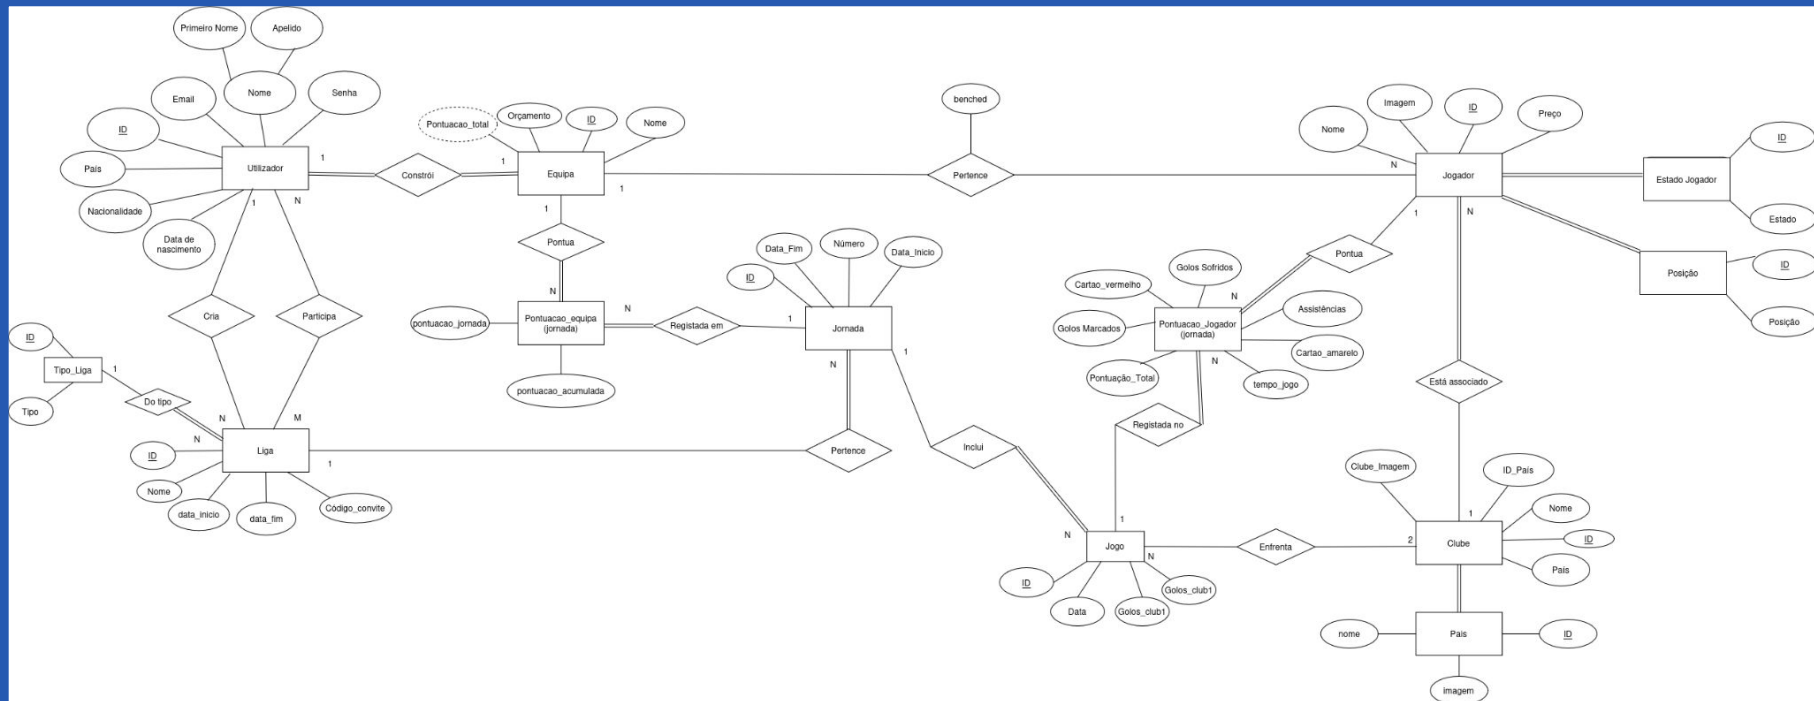 Primeiro Nome
Apelido
Email
Nome
Senha
ID
País
Nacionalidade
Data de
nascimento
Utilizador
1
Constrói
1
Pontuacao_total
Orçamento
ID
Nome
Equipa
1
benched
Pertence
N
Nome
Imagem
ID
Preço
Jogador
Estado Jogador
ID
Estado
Posição
ID
Posição
1
N
Cria
Participa
M
N
1
Pontua
N
Pontuacao_equipa
(jornada)
pontuacao_jornada
pontuacao_acumulada
N
Registada em
1
ID
Data_Fim
Número
Data_Inicio
Jornada
N
1
Pertence
1
Inclui
N
1
Pontua
N
Cartao_vermelho
Golos Sofridos
Assistências
Golos Marcados
Pontuacao_Jogador
(jornada)
Cartao_amarelo
Pontuação_Total
tempo_jogo
N
Registada no
1
N
Está associado
1
ID
Tipo_Liga
Tipo
1
Do tipo
N
Liga
ID
Nome
data_inicio
data_fim
Código_convite
Jogo
ID
Data
Golos_club1
Golos_club1
N
Enfrenta
2
Clube
Clube_Imagem
ID_País
Nome
ID
País
País
nome
ID
imagem